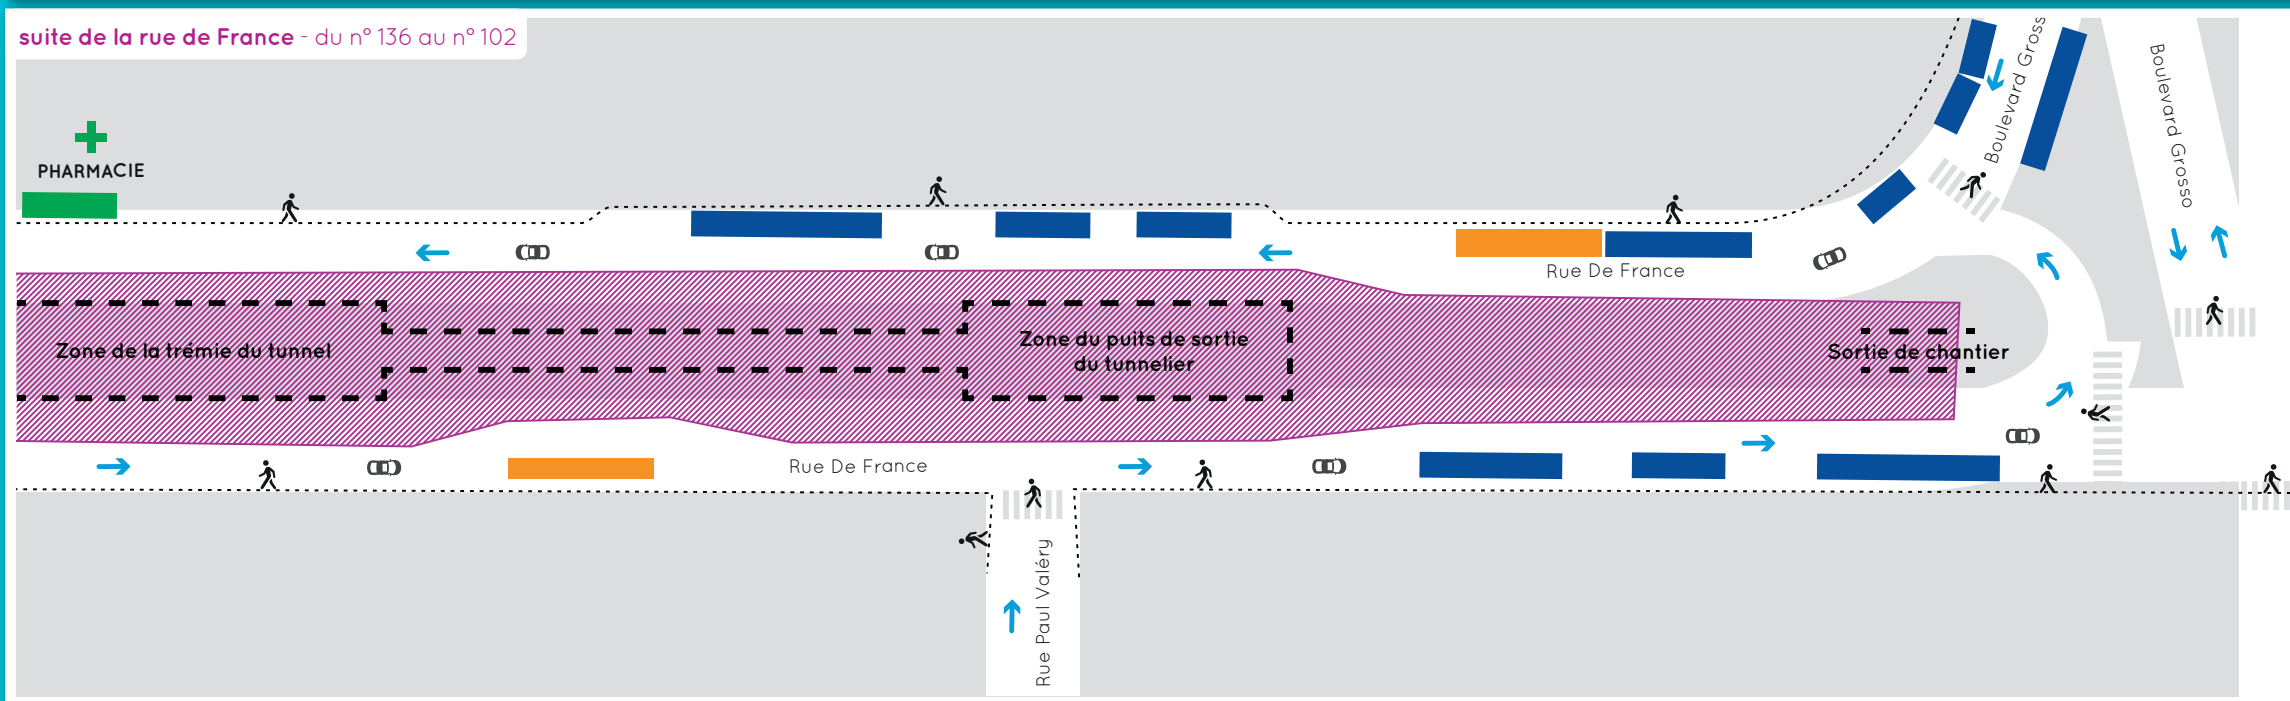 suite de la rue de France - du n° 136 au n° 102
PHARMACIE
Boulevard Gross
Boulevard Grosso
Rue De France
Zone de la trémie du tunnel
Zone du puits de sortie
du tunnelier
Sortie de chantier
Rue De France
Rue Paul Valéry